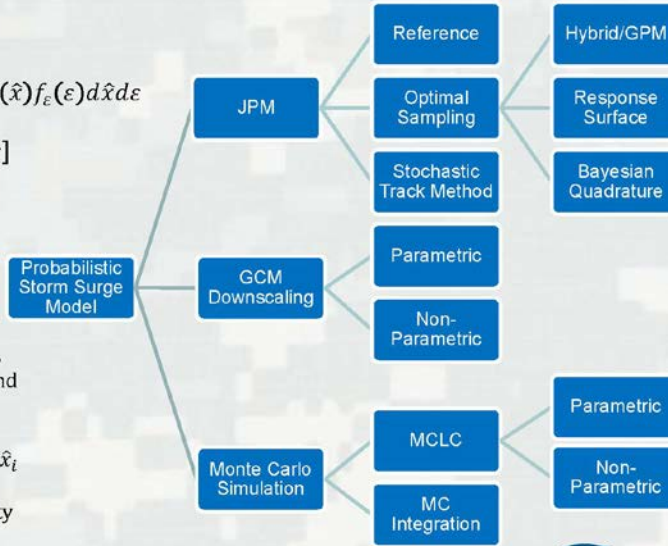 (x̂)f_ε(ε)dx̂dε
]
nd
x̂_i
ty
Probabilistic
Storm Surge
Model
JPM
GCM
Downscaling
Monte Carlo
Simulation
Reference
Optimal
Sampling
Stochastic
Track Method
Parametric
Non-
Parametric
MCLC
MC
Integration
Hybrid/GPM
Response
Surface
Bayesian
Quadrature
Parametric
Non-
Parametric